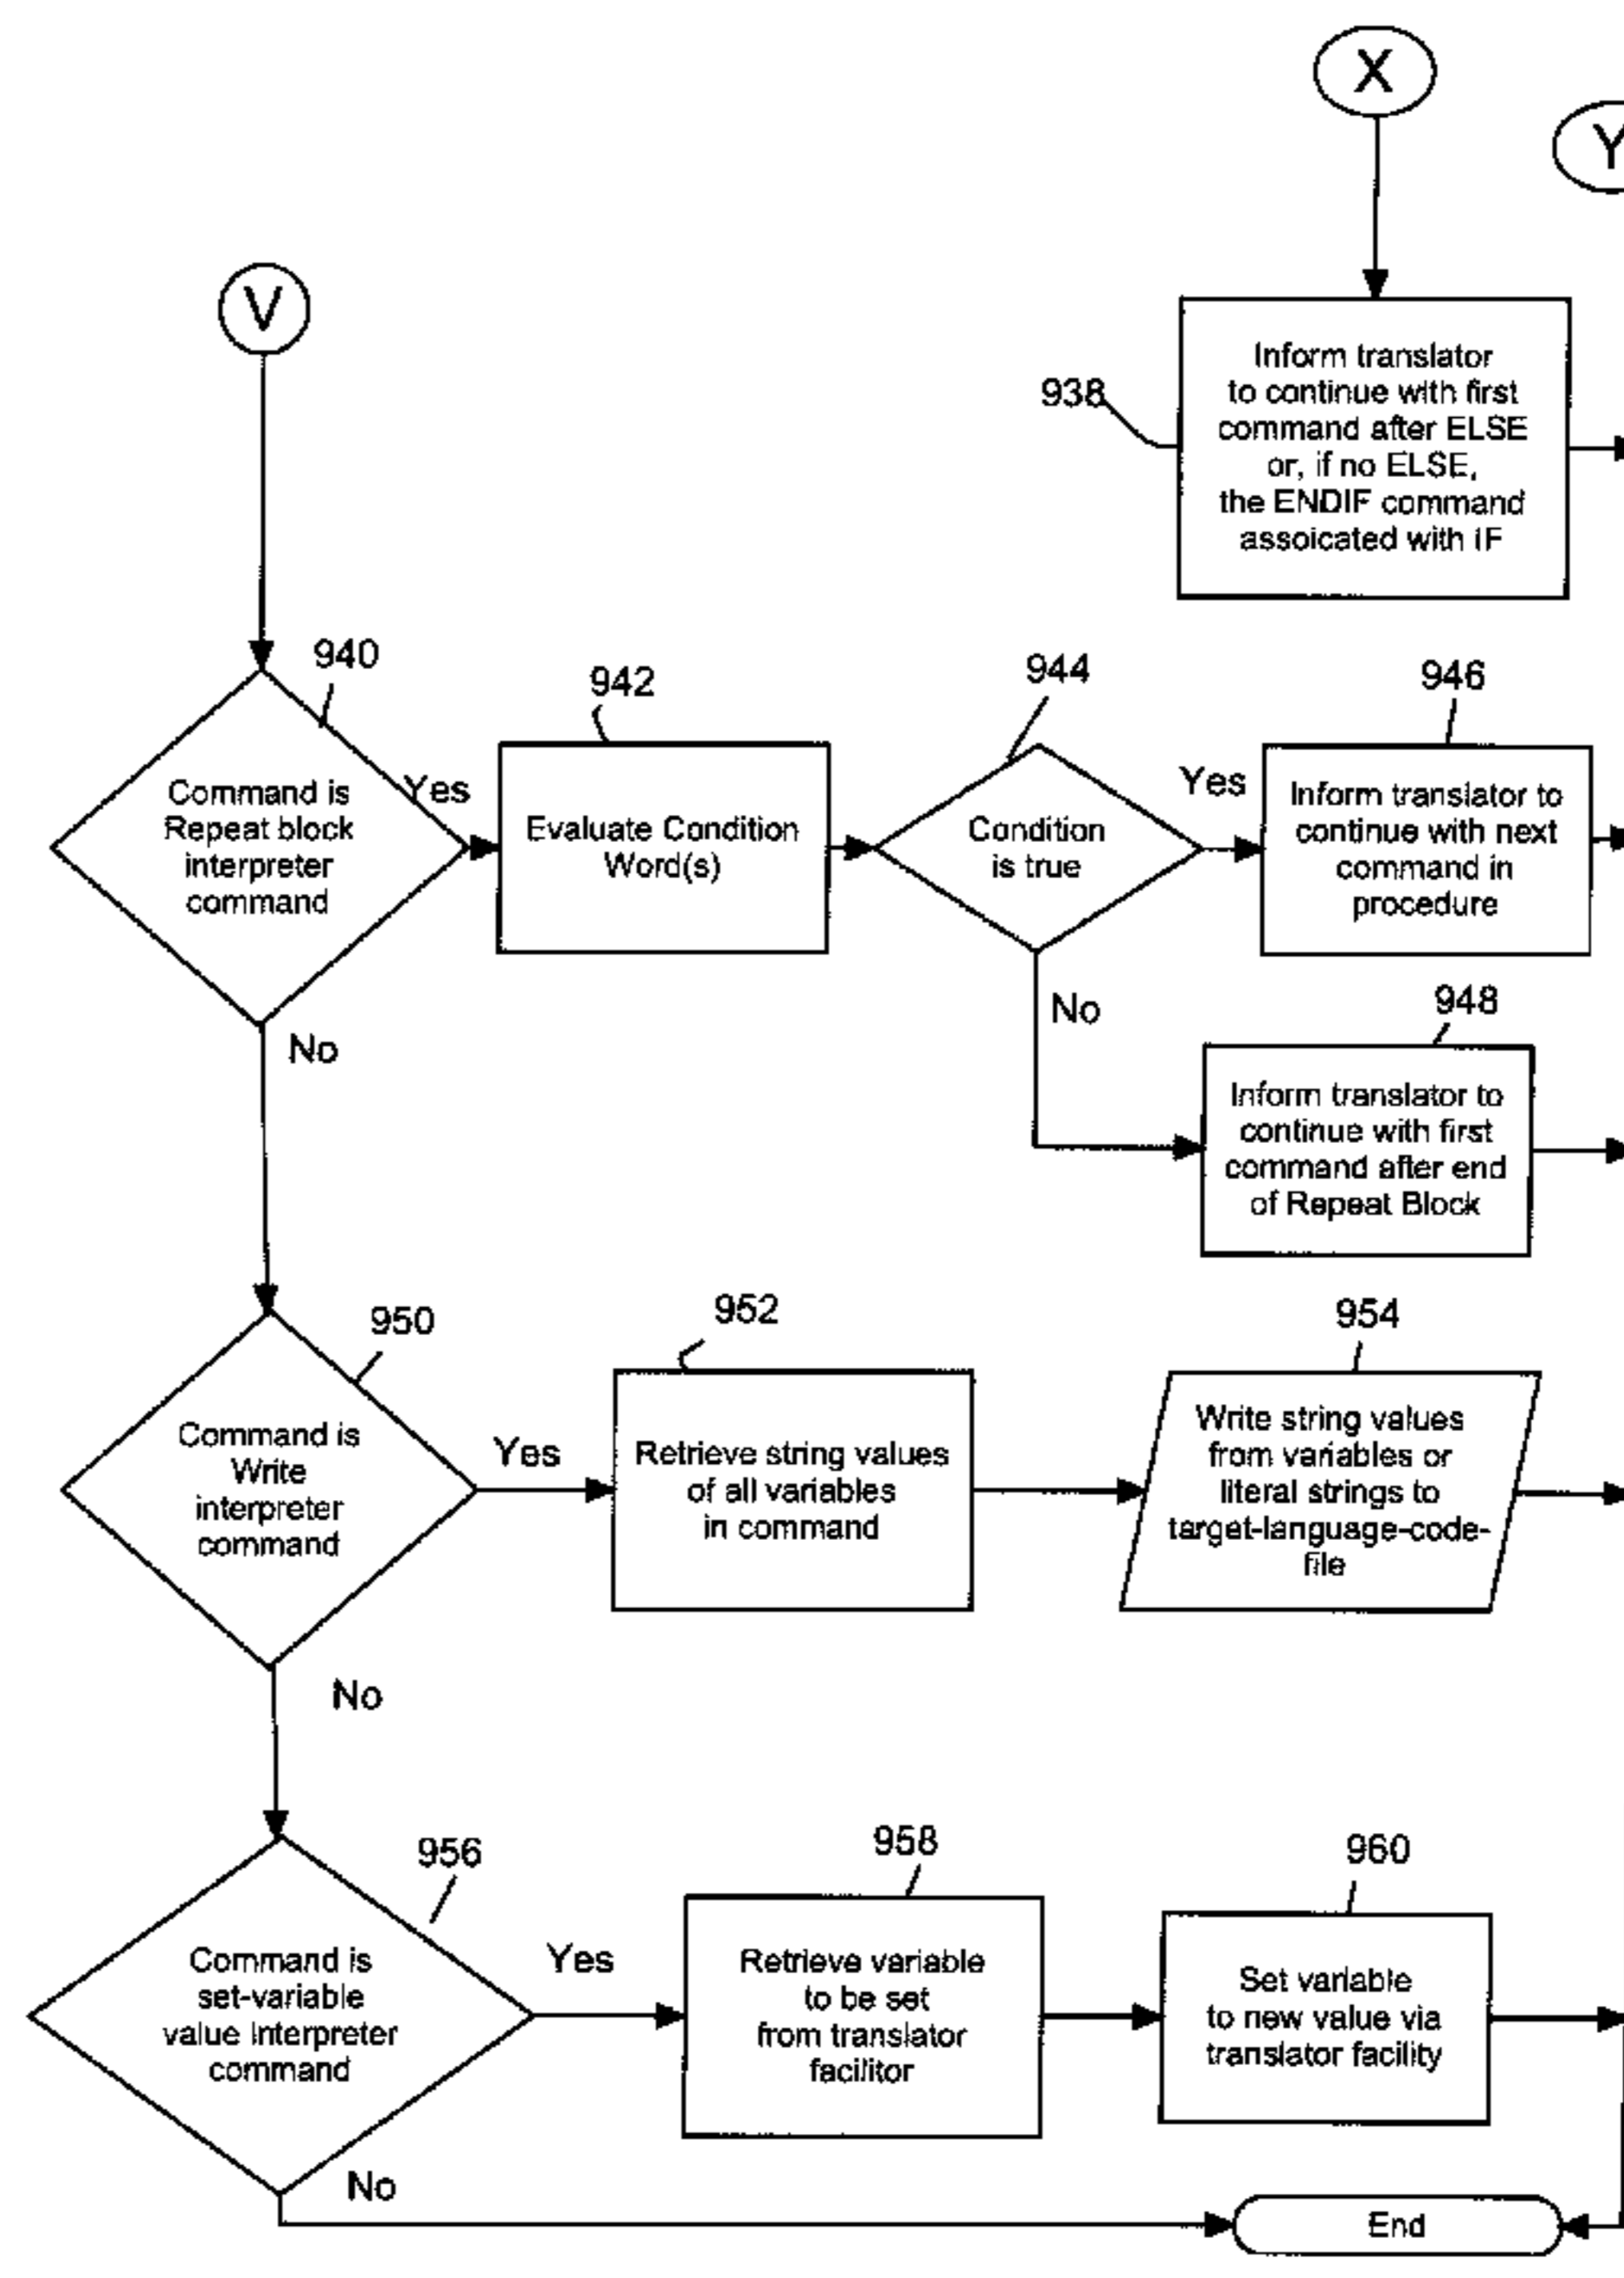 X
Y
V
Inform translator
to continue with first
command after ELSE
or, if no ELSE,
the ENDIF command
assoicated with IF
938
940
942
944
946
Command is
Repeat block
interpreter
command
Yes
Evaluate Condition
Word(s)
Condition
is true
Yes
Inform translator to
continue with next
command in
procedure
No
No
948
Inform translator to
continue with first
command after end
of Repeat Block
950
952
954
Command is
Write
interpreter
command
Yes
Retrieve string values
of all variables
in command
Write string values
from variables or
literal strings to
target-language-code-
file
No
956
958
960
Command is
set-variable
value Interpreter
command
Yes
Retrieve variable
to be set
from translator
facilitor
Set variable
to new value via
translator facility
No
End